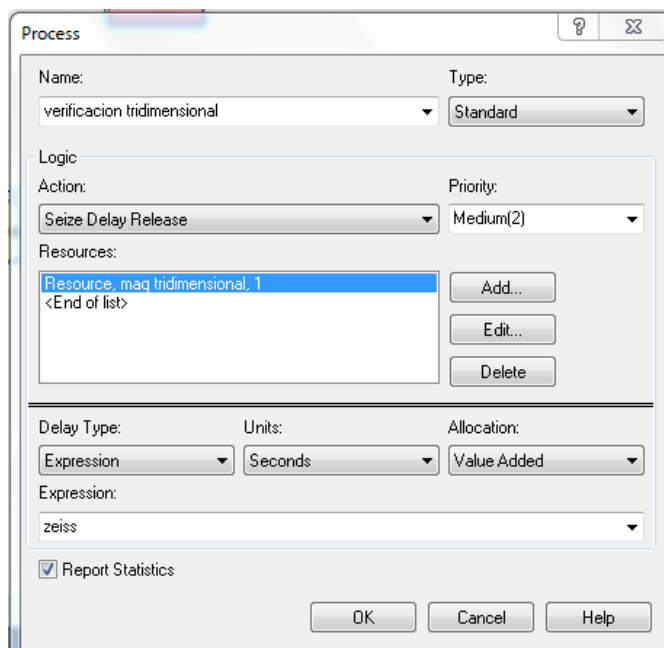 Process
Name: Type:
verificacion tridimensional Standard
Logic
Action: Priority:
Seize Delay Release Medium(2)
Resources:
Resource, maq tridimensional, 1 Add...
<End of list>
Edit...
Delete
Delay Type: Units: Allocation:
Expression Seconds Value Added
Expression:
zeiss
Report Statistics
OK Cancel Help